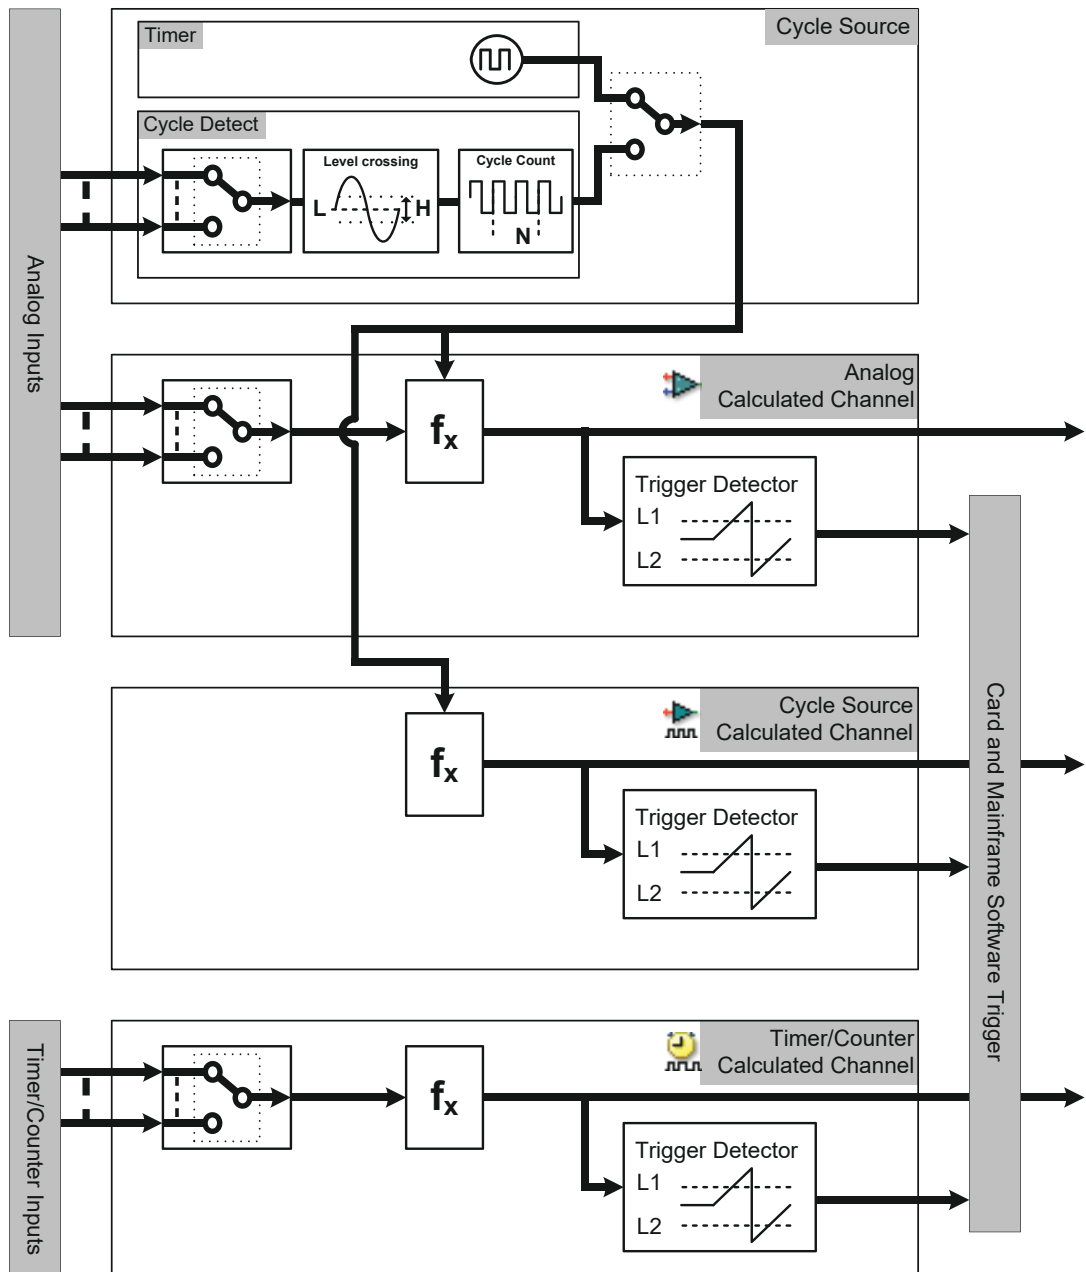 Cycle Source
Timer
Cycle Detect
Level crossing
L
H
Cycle Count
N
Analog Inputs
Analog
Calculated Channel
fx
Trigger Detector
L1
L2
Cycle Source
Calculated Channel
fx
Trigger Detector
L1
L2
Card and Mainframe Software Trigger
Timer/Counter Inputs
Timer/Counter
Calculated Channel
fx
Trigger Detector
L1
L2